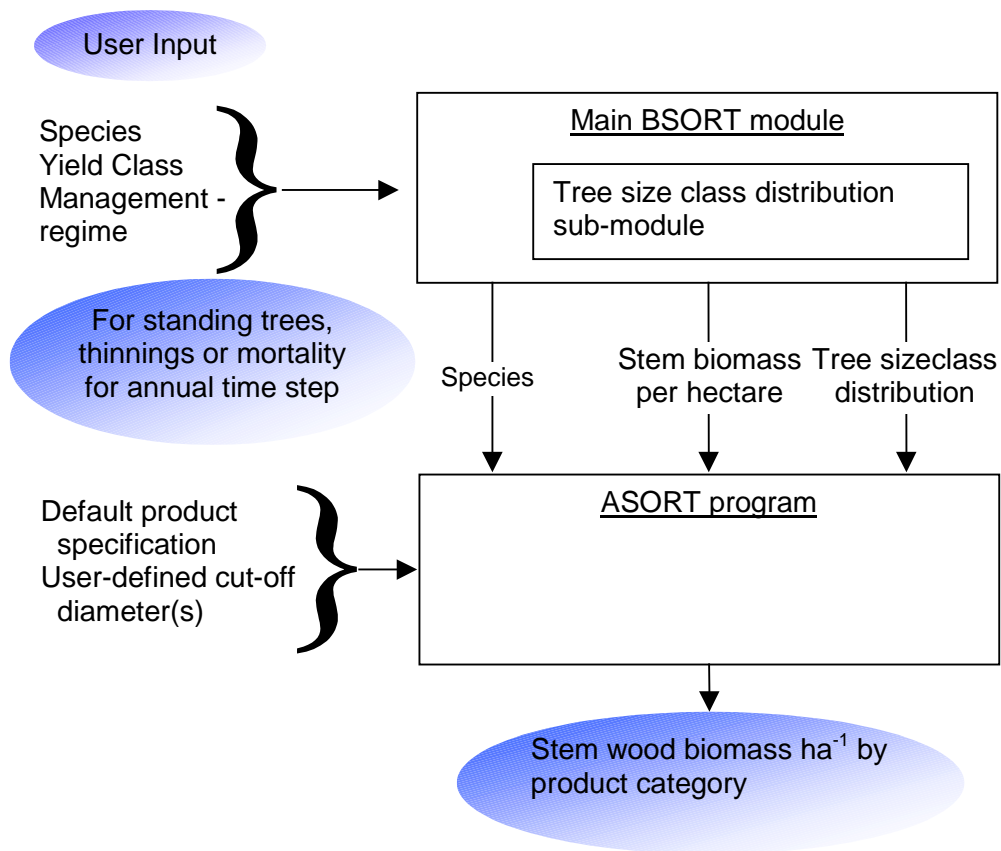 User Input
Species
Yield Class
Management -
regime
Main BSORT module
Tree size class distribution
sub-module
For standing trees,
thinnings or mortality
for annual time step
Species
Stem biomass
per hectare
Tree sizeclass
distribution
Default product
specification
User-defined cut-off
diameter(s)
ASORT program
Stem wood biomass ha⁻¹ by
product category